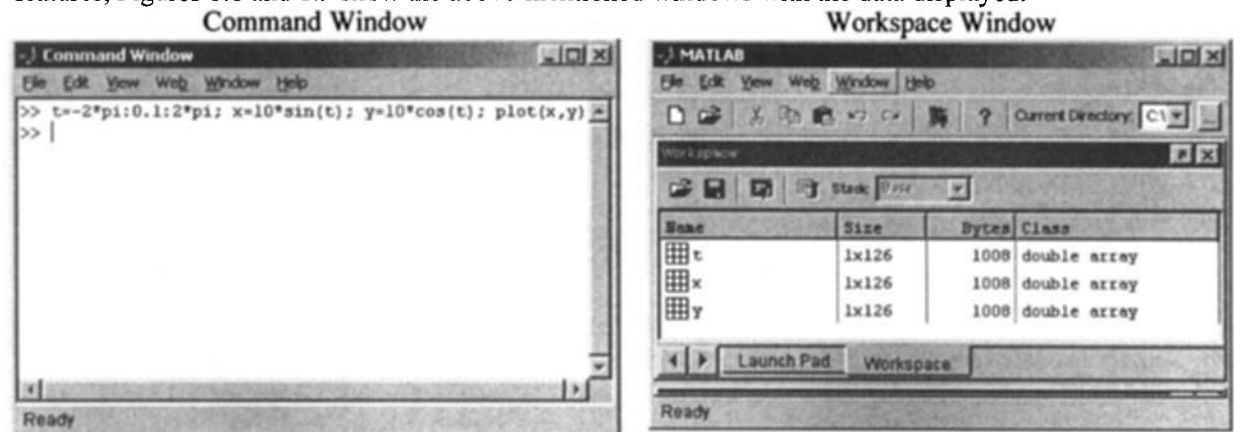 Command Window
Command Window
File Edit View Web Window Help
>> t=-2*pi:0.1:2*pi; x=10*sin(t); y=10*cos(t); plot(x,y)
>>
Ready
Workspace Window
MATLAB
File Edit View Web Window Help
? Current Directory: C:\
Workspace
Stack: Base
Name Size Bytes Class
t 1x126 1008 double array
x 1x126 1008 double array
y 1x126 1008 double array
Launch Pad Workspace
Ready